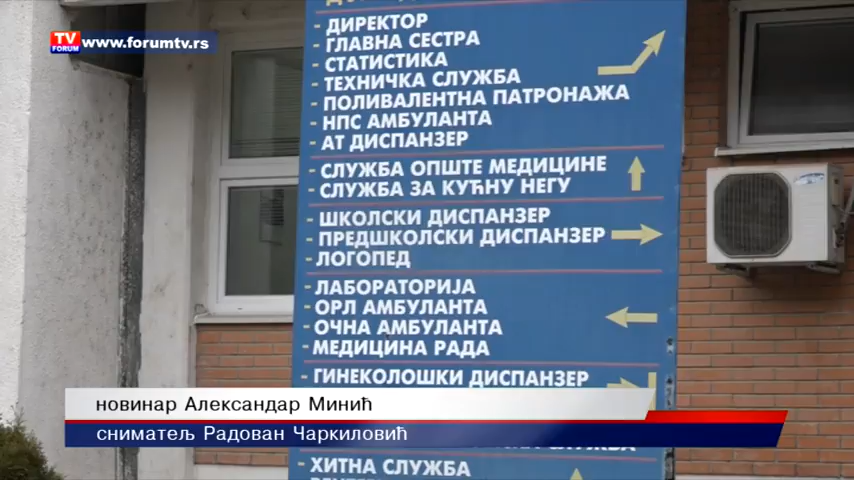 TV FORUM
www.forumtv.rs
- ДИРЕКТОР
- ГЛАВНА СЕСТРА
- СТАТИСТИКА
- ТЕХНИЧКА СЛУЖБА
- ПОЛИВАЛЕНТНА ПАТРОНАЖА
- НПС АМБУЛАНТА
- АТ ДИСПАНЗЕР
- СЛУЖБА ОПШТЕ МЕДИЦИНЕ
- СЛУЖБА ЗА КУЋНУ НЕГУ
- ШКОЛСКИ ДИСПАНЗЕР
- ПРЕДШКОЛСКИ ДИСПАНЗЕР
- ЛОГОПЕД
- ЛАБОРАТОРИЈА
- ОРЛ АМБУЛАНТА
- ОЧНА АМБУЛАНТА
- МЕДИЦИНА РАДА
- ГИНЕКОЛОШКИ ДИСПАНЗЕР
новинар Александар Минић
сниматељ Радован Чаркиловић
СЛУЖБА
- ХИТНА СЛУЖБА